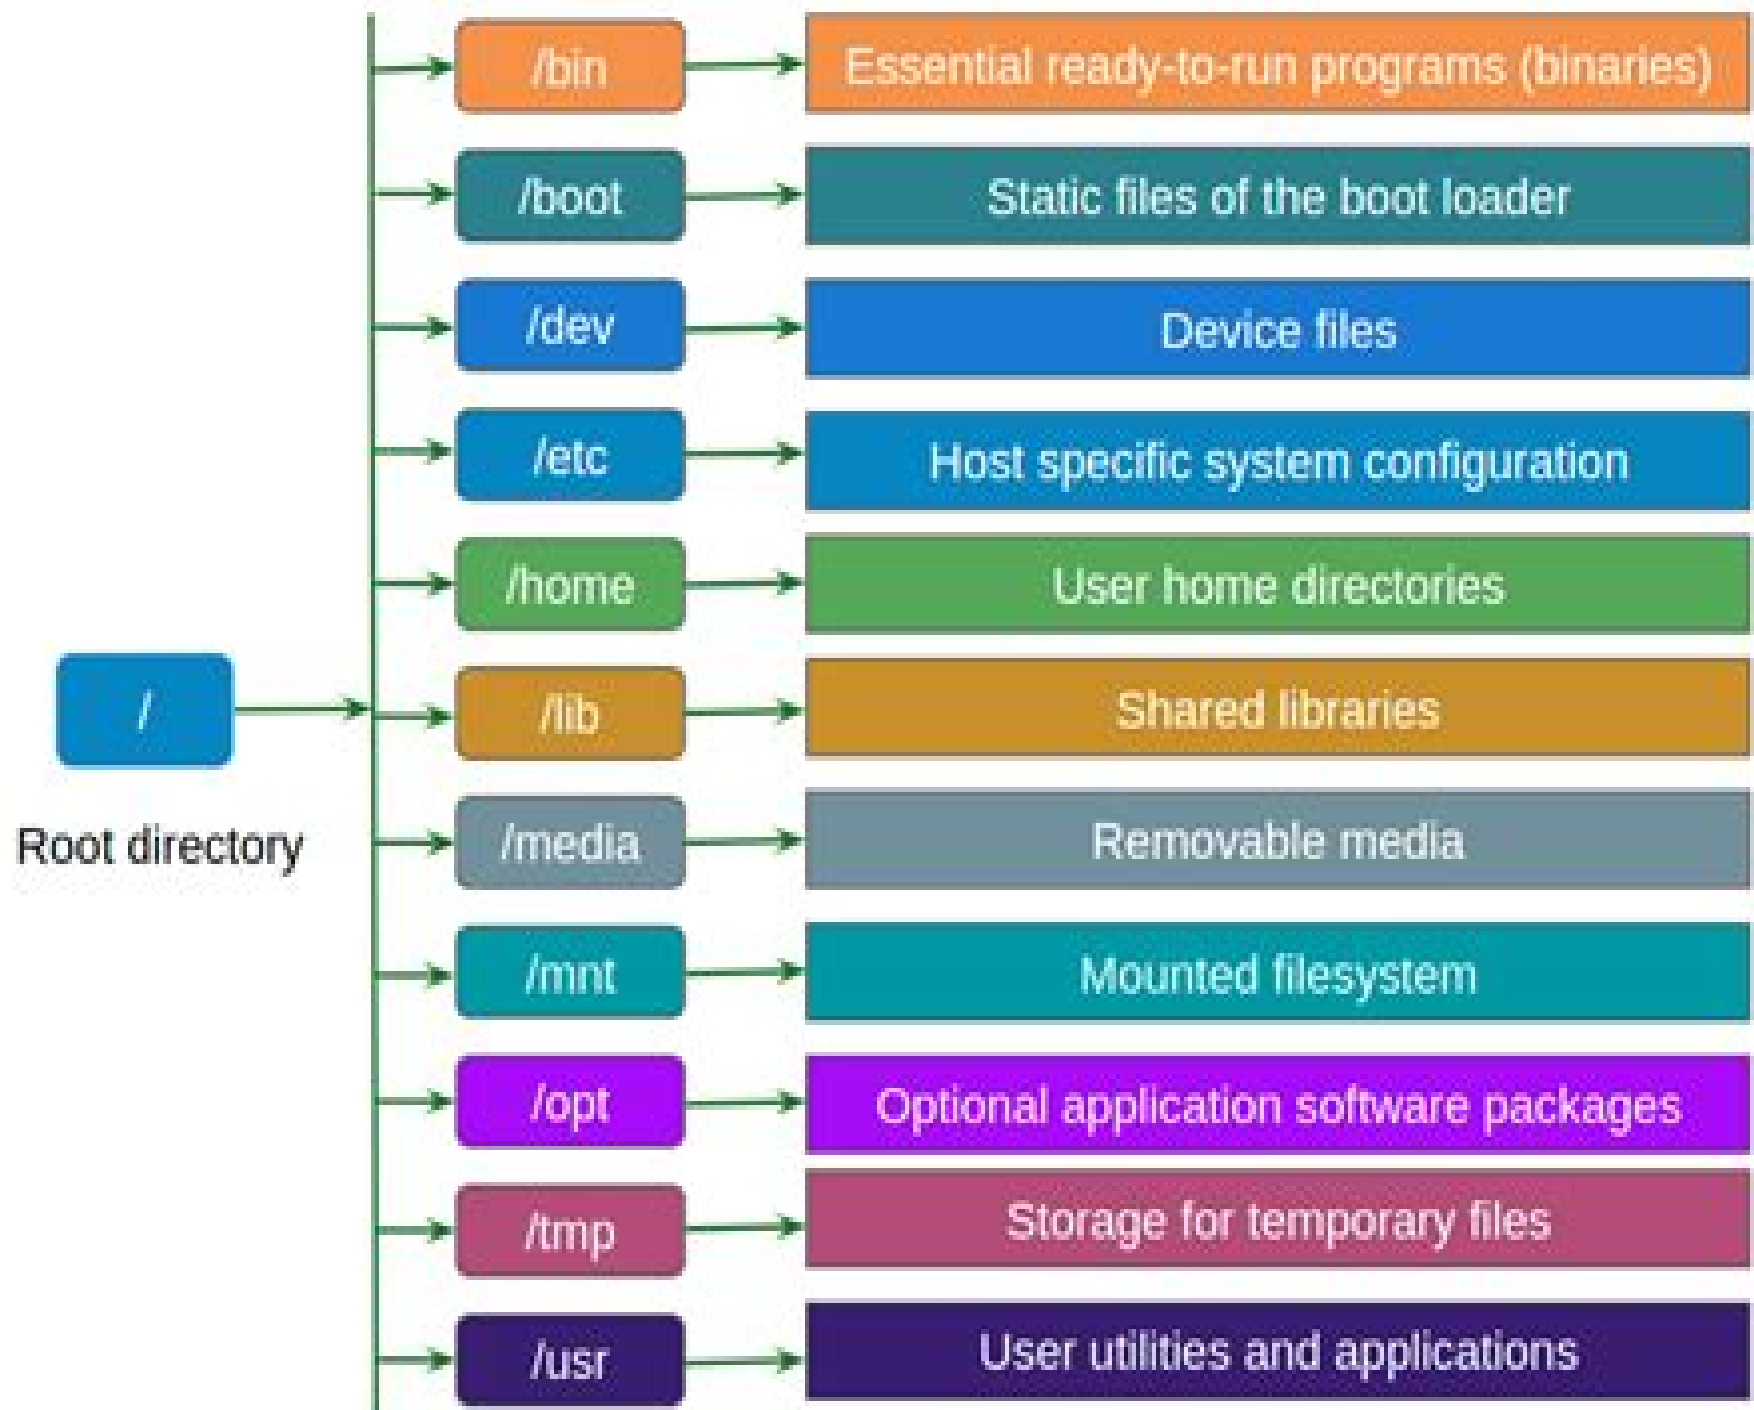 /bin
Essential ready-to-run programs (binaries)
/boot
Static files of the boot loader
/dev
Device files
/etc
Host specific system configuration
/home
User home directories
/
Root directory
/lib
Shared libraries
/media
Removable media
/mnt
Mounted filesystem
/opt
Optional application software packages
/tmp
Storage for temporary files
/usr
User utilities and applications